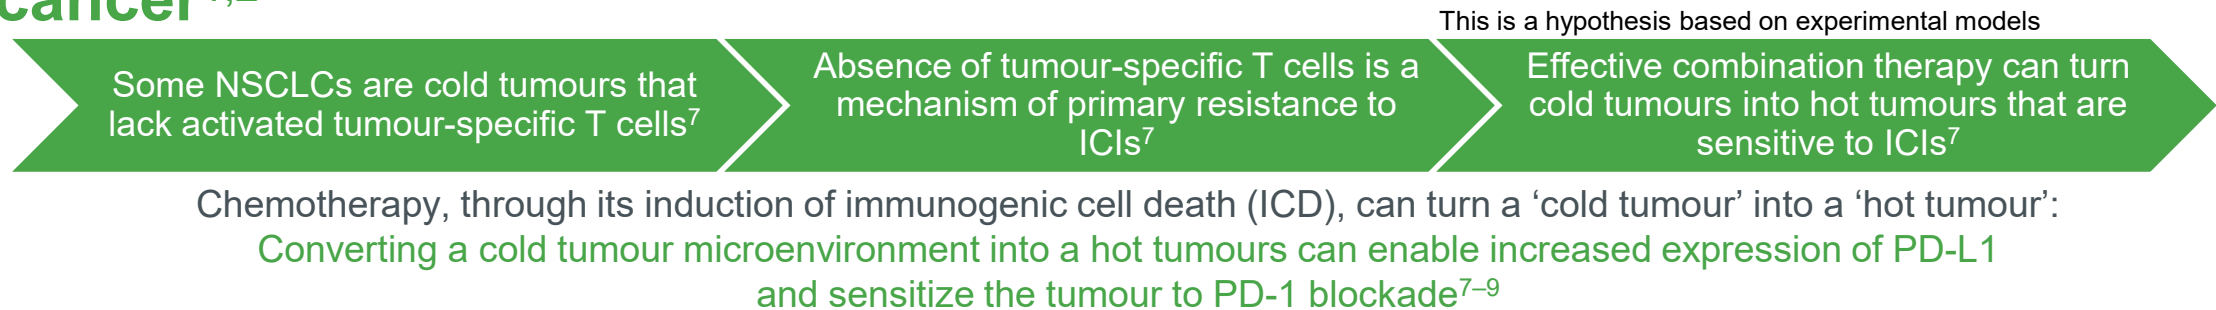 cancer
This is a hypothesis based on experimental models
Some NSCLCs are cold tumours that
lack activated tumour-specific T cells⁷
Absence of tumour-specific T cells is a
mechanism of primary resistance to
ICIs⁷
Effective combination therapy can turn
cold tumours into hot tumours that are
sensitive to ICIs⁷
Chemotherapy, through its induction of immunogenic cell death (ICD), can turn a ‘cold tumour’ into a ‘hot tumour’:
Converting a cold tumour microenvironment into a hot tumours can enable increased expression of PD-L1
and sensitize the tumour to PD-1 blockade⁷⁻⁹